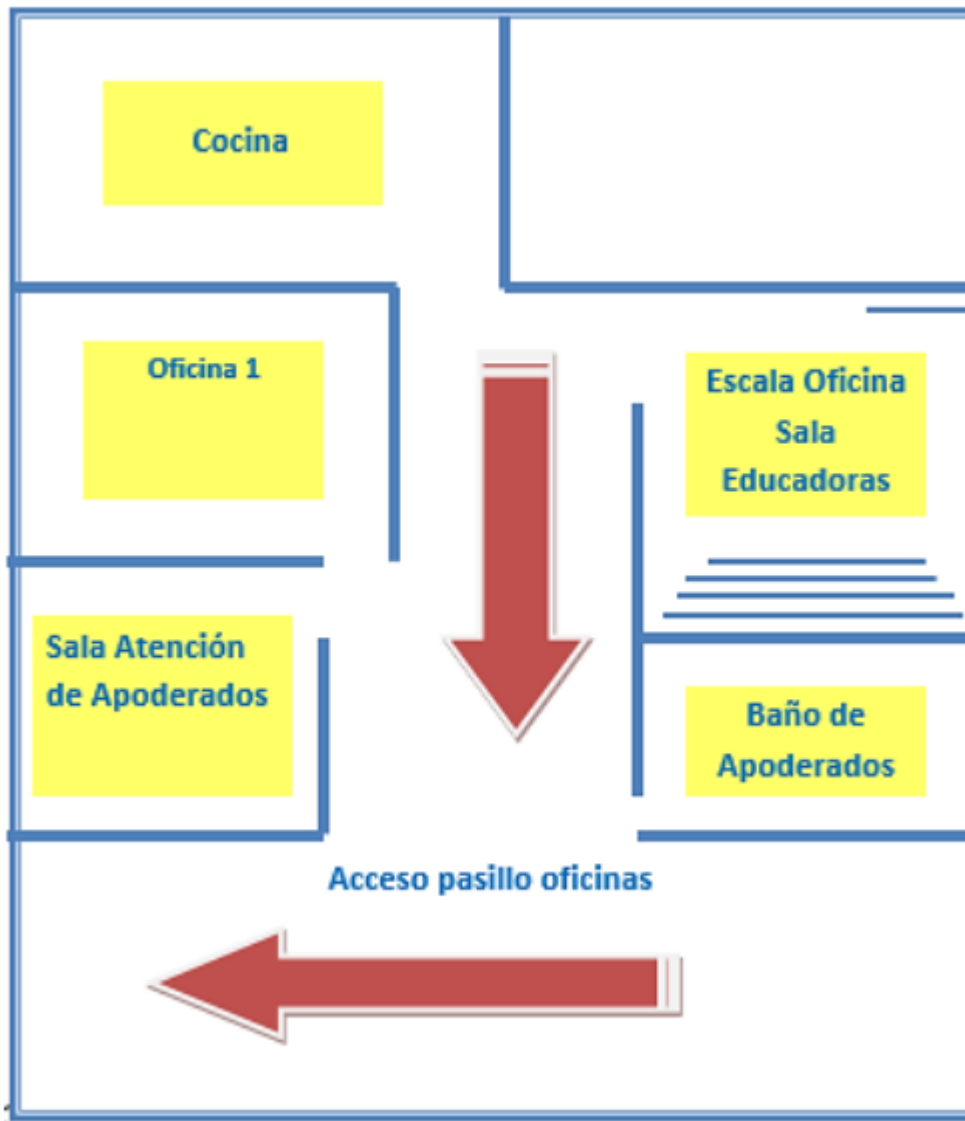 Cocina
Oficina 1
Escala Oficina
Sala
Educadoras
Sala Atención
de Apoderados
Baño de
Apoderados
Acceso pasillo oficinas